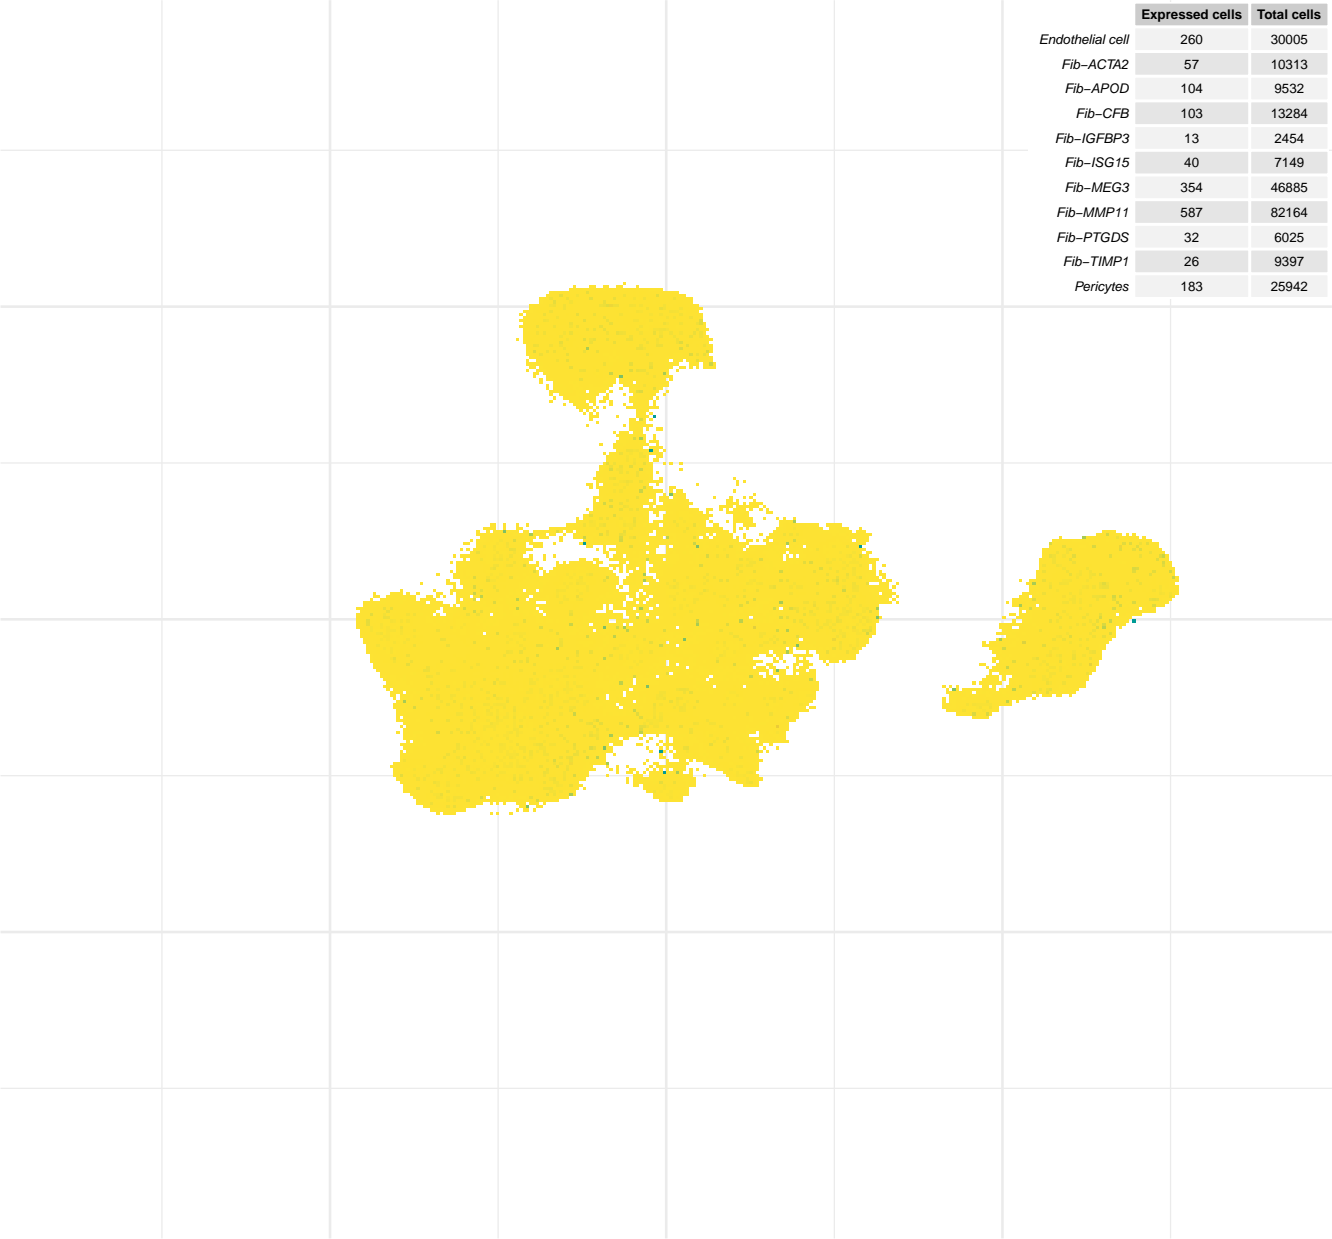 Expressed cells Total cells
Endothelial cell 260 30005
Fib−ACTA2 57 10313
Fib−APOD 104 9532
Fib−CFB 103 13284
Fib−IGFBP3 13 2454
Fib−ISG15 40 7149
Fib−MEG3 354 46885
Fib−MMP11 587 82164
Fib−PTGDS 32 6025
Fib−TIMP1 26 9397
Pericytes 183 25942